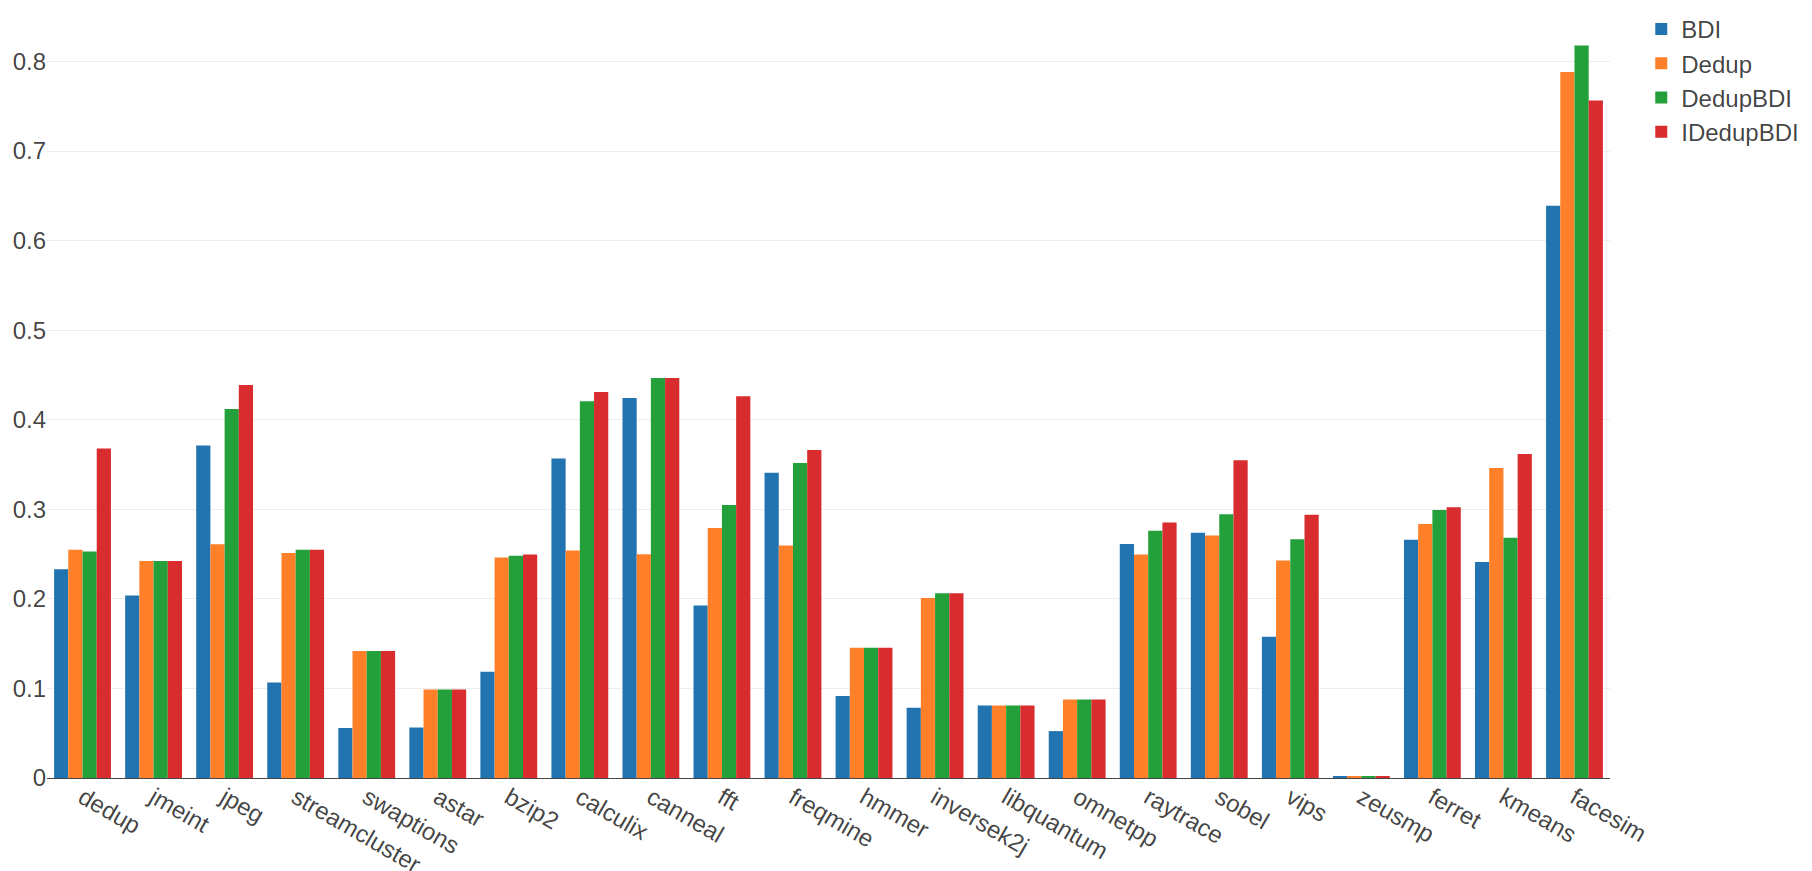 BDI
Dedup
DedupBDI
IDedupBDI
0.8
0.7
0.6
0.5
0.4
0.3
0.2
0.1
0
dedup
jmeint
jpeg
streamcluster
swaptions
astar
bzip2
calculix
canneal
fft
freqmine
hmmer
inversek2j
libquantum
omnetpp
raytrace
sobel
vips
zeusmp
ferret
kmeans
facesim